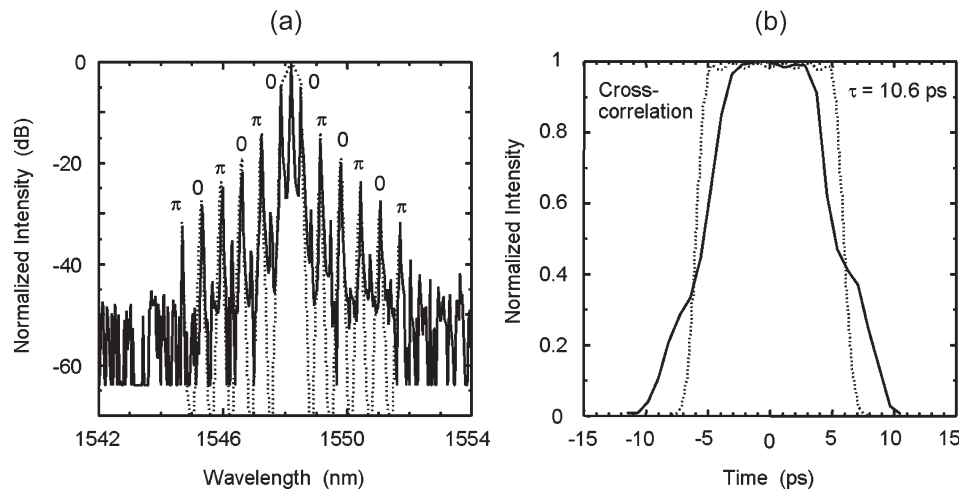 (a)
(b)
0
-20
-40
-60
Normalized Intensity (dB)
π 0 π 0 π 0 0 π 0 π 0 π
1542 1546 1550 1554
Wavelength (nm)
1
0.8
0.6
0.4
0.2
0
Normalized Intensity
Cross-
correlation
τ = 10.6 ps
-15 -10 -5 0 5 10 15
Time (ps)